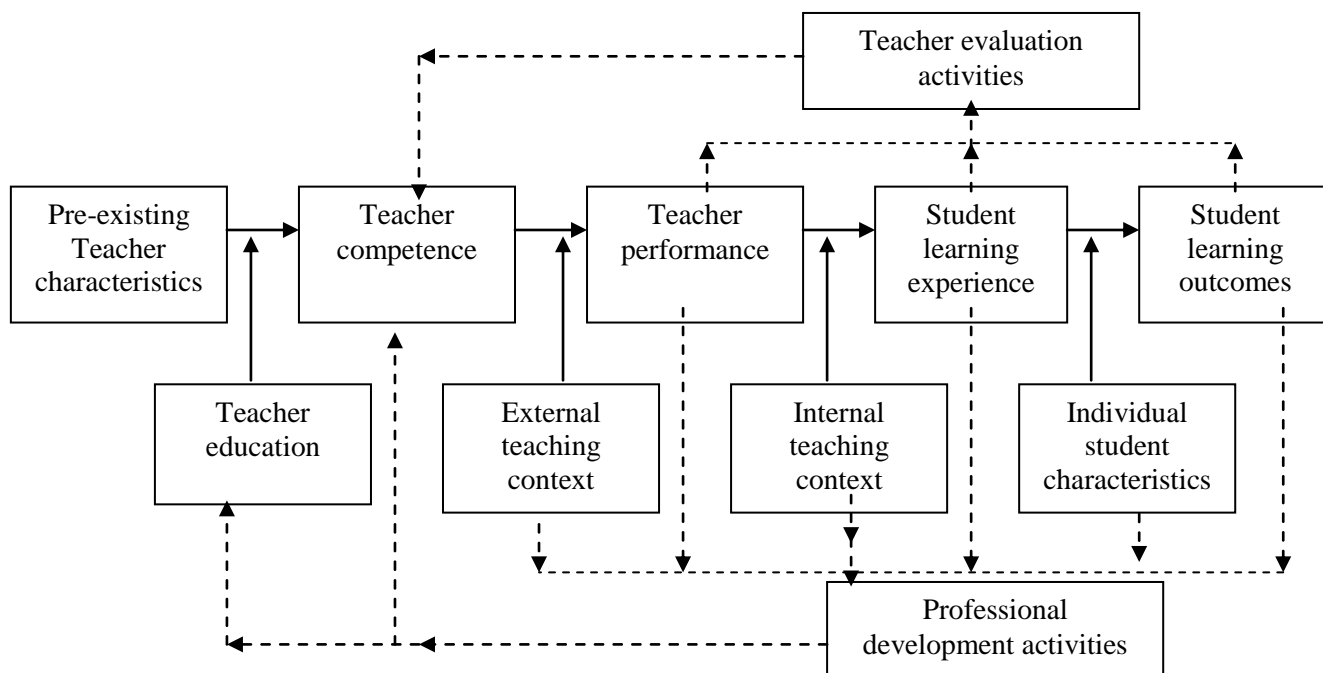 Teacher evaluation
activities
Pre-existing
Teacher
characteristics
Teacher
competence
Teacher
performance
Student
learning
experience
Student
learning
outcomes
Teacher
education
External
teaching
context
Internal
teaching
context
Individual
student
characteristics
Professional
development activities